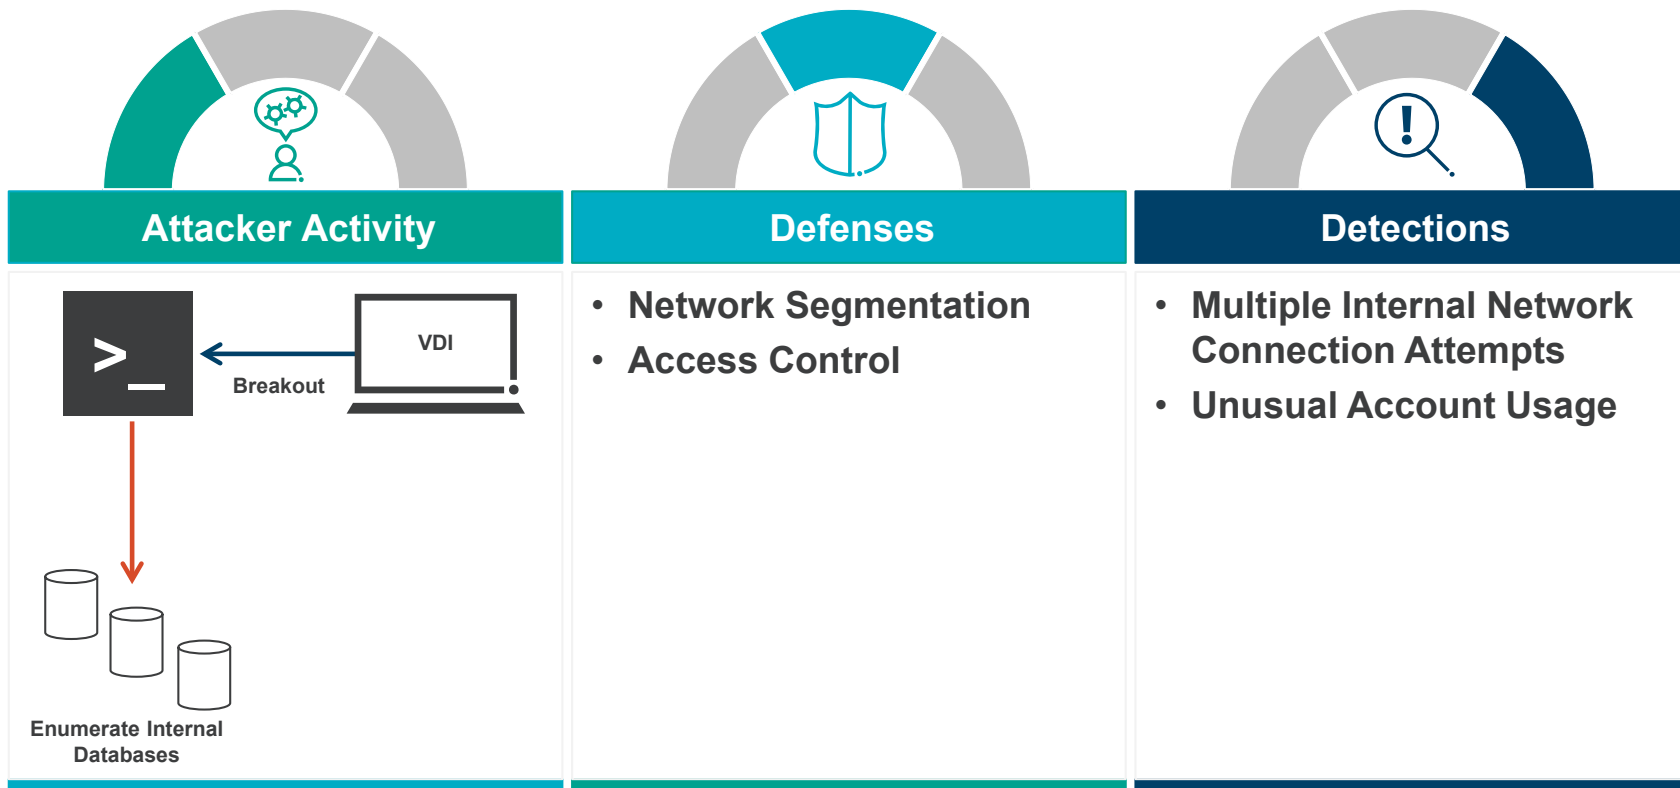 Attacker Activity
>_
VDI
Breakout
Enumerate Internal
Databases
Defenses
• Network Segmentation
• Access Control
Detections
• Multiple Internal Network
Connection Attempts
• Unusual Account Usage